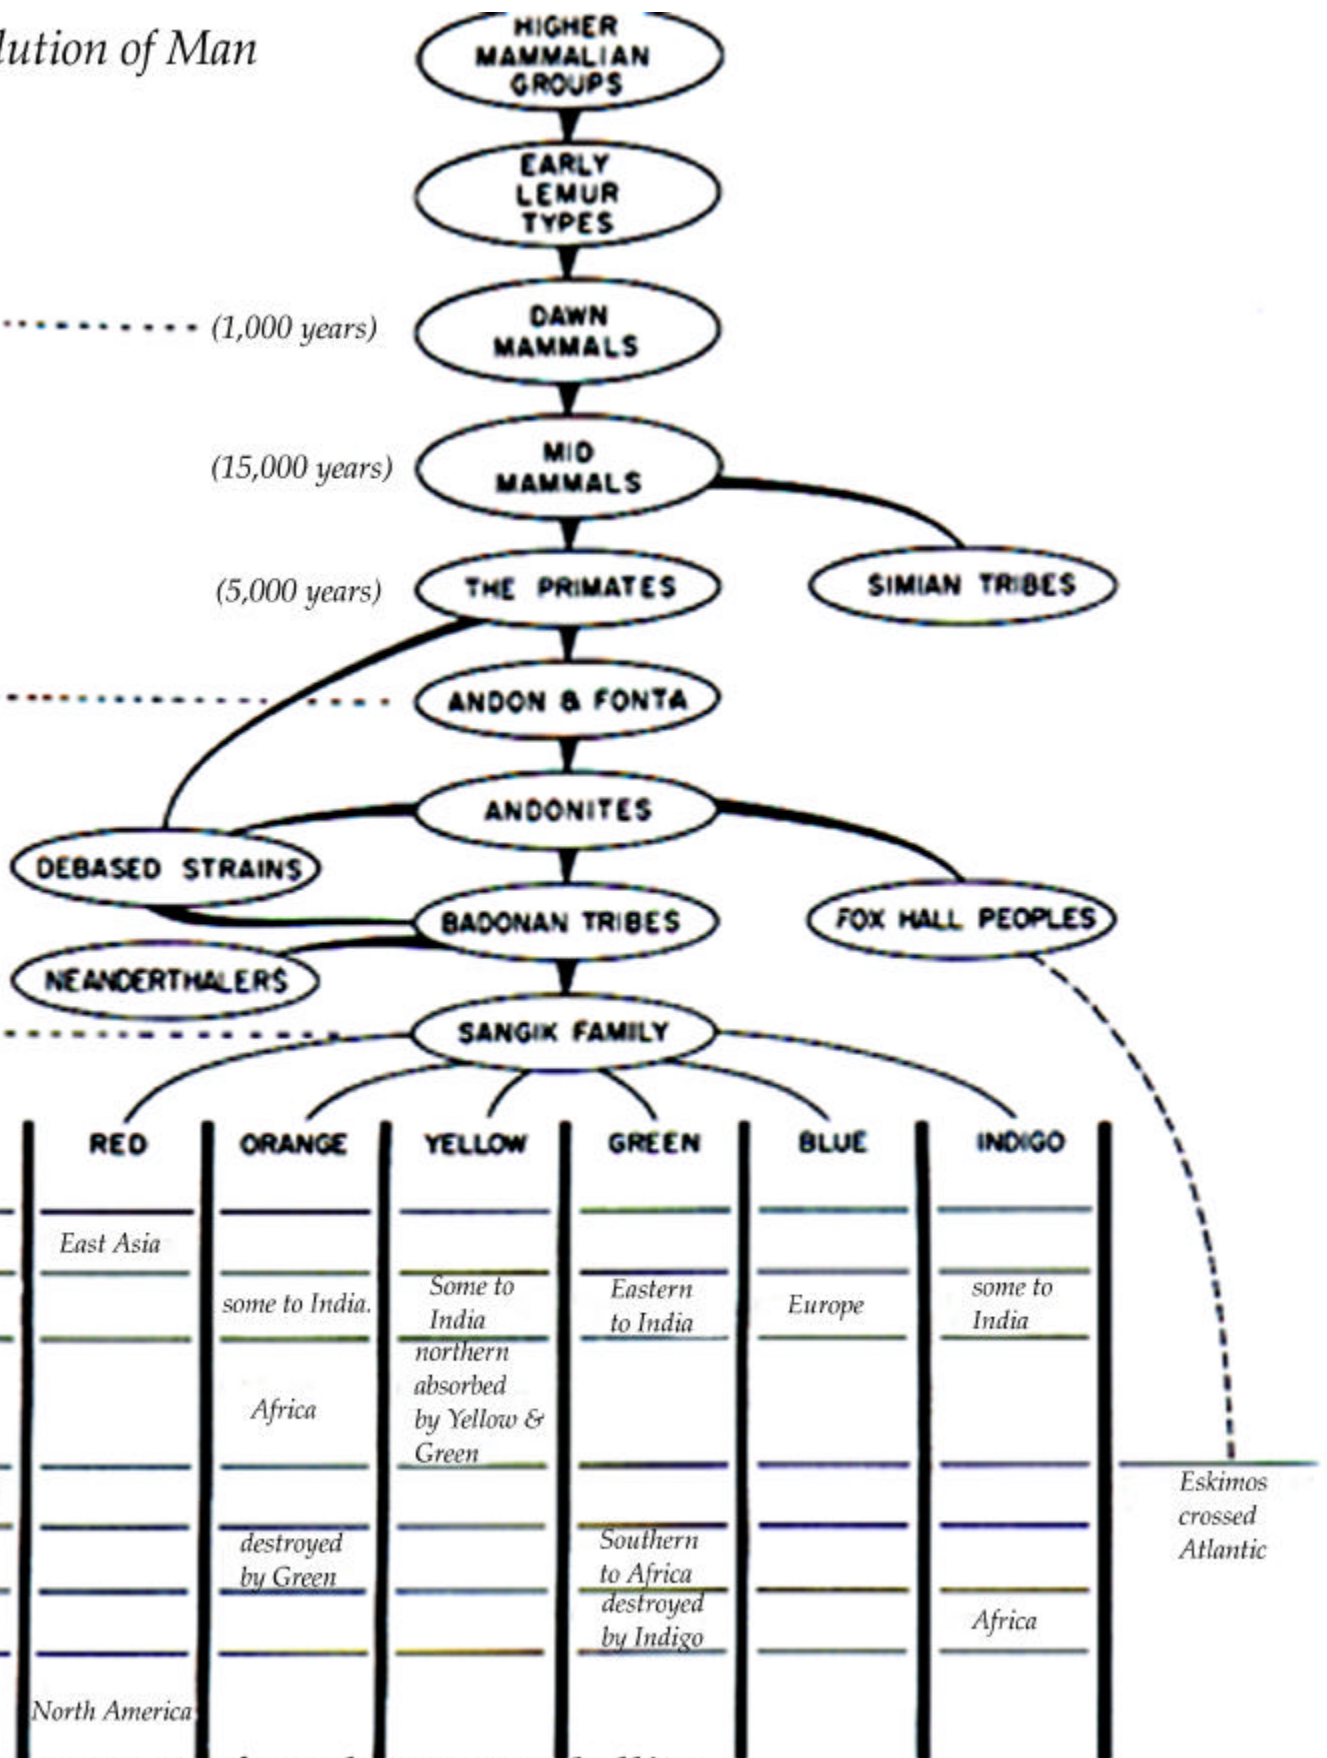 lution of Man
HIGHER
MAMMALIAN
GROUPS
EARLY
LEMUR
TYPES
(1,000 years)
DAWN
MAMMALS
(15,000 years)
MID
MAMMALS
(5,000 years)
THE PRIMATES
SIMIAN TRIBES
ANDON & FONTA
ANDONITES
DEBASED STRAINS
BADONAN TRIBES
FOX HALL PEOPLES
NEANDERTHALERS
SANGIK FAMILY
RED
ORANGE
YELLOW
GREEN
BLUE
INDIGO
East Asia
some to India.
Some to
India
Eastern
to India
Europe
some to
India
northern
absorbed
by Yellow &
Green
Africa
Eskimos
crossed
Atlantic
destroyed
by Green
Southern
to Africa
destroyed
by Indigo
Africa
North America